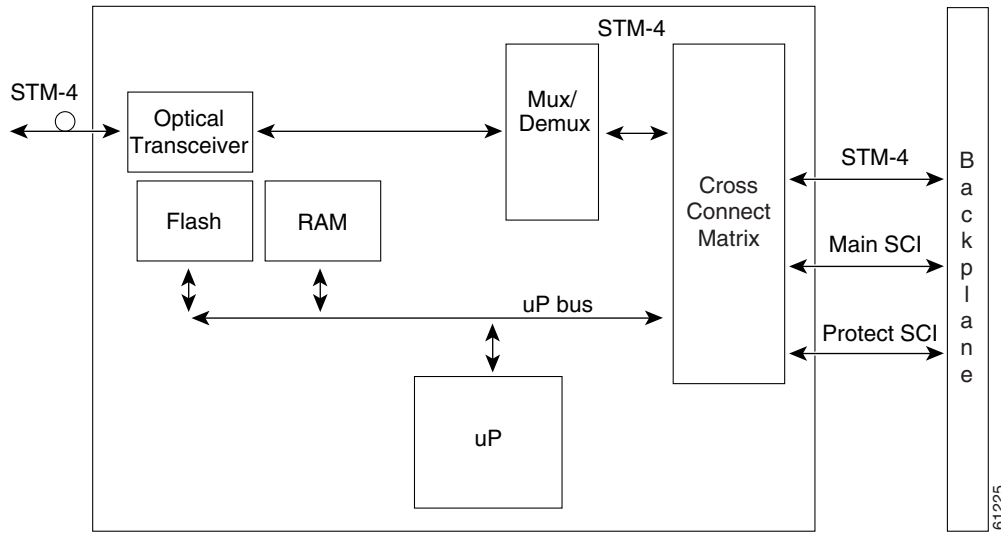 STM-4
STM-4
Optical
Transceiver
Mux/
Demux
Flash
RAM
Cross
Connect
Matrix
STM-4
Main SCI
Protect SCI
uP bus
uP
Backplane
61225